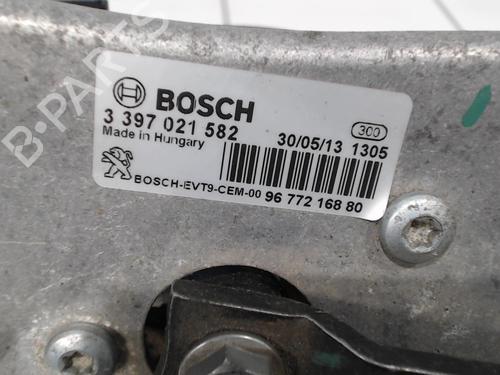 BOSCH
3 397 021 582
Made in Hungary
30/05/13 1305
300
BOSCH-EVT9-CEM-00 96 772 168 80
B-PARTS